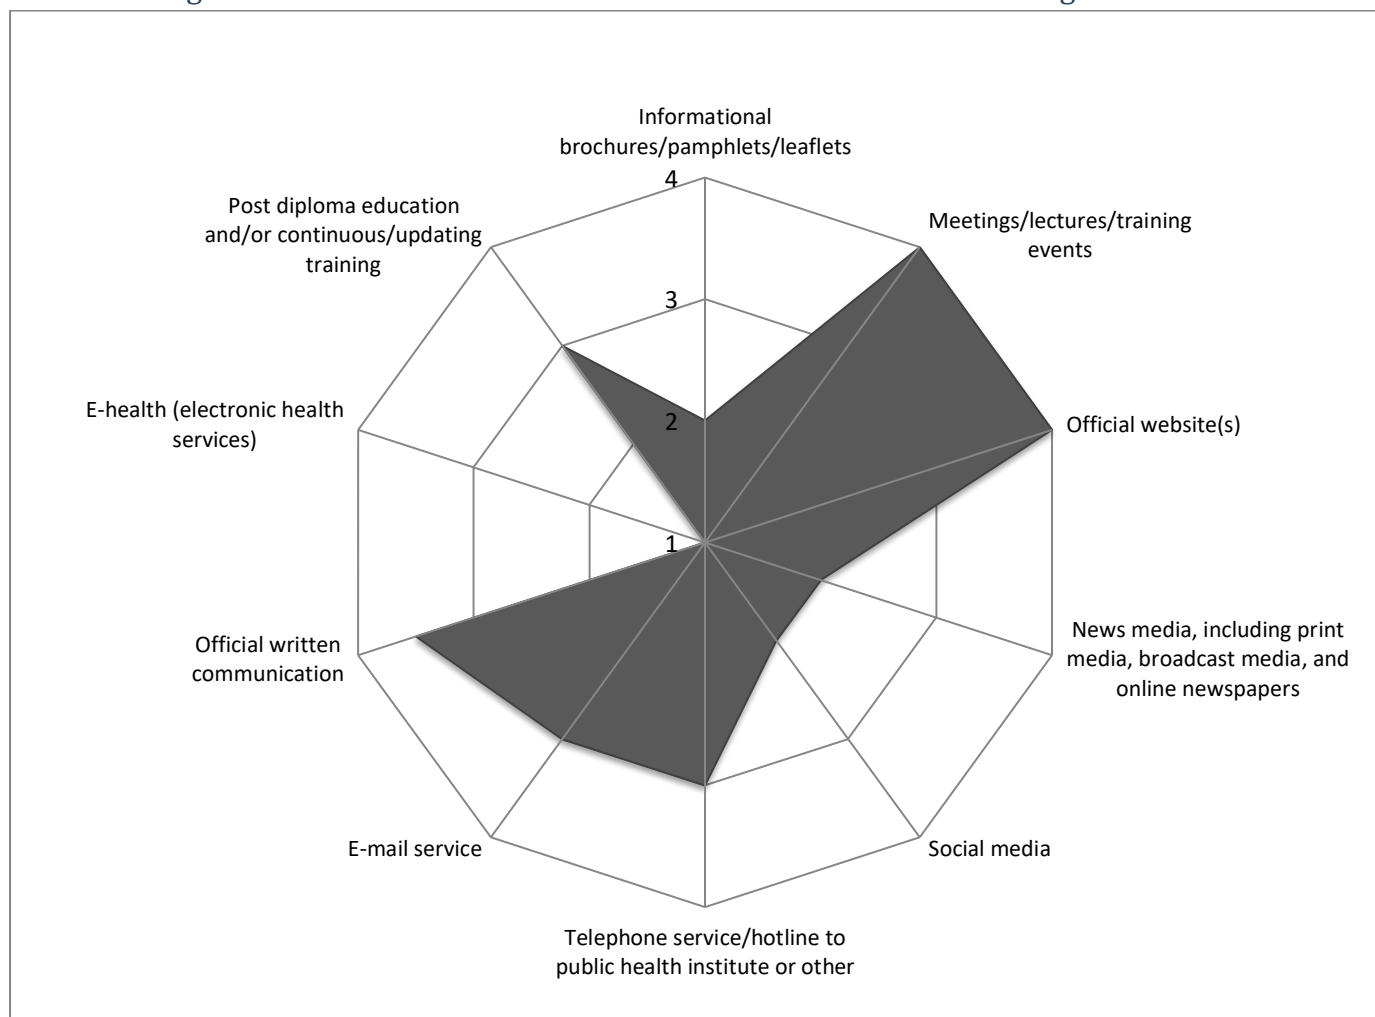 Informational
brochures/pamphlets/leaflets
4
Post diploma education
and/or continuous/updating
training
Meetings/lectures/training
events
3
E-health (electronic health
services)
2
Official website(s)
1
Official written
communication
News media, including print
media, broadcast media, and
online newspapers
E-mail service
Social media
Telephone service/hotline to
public health institute or other